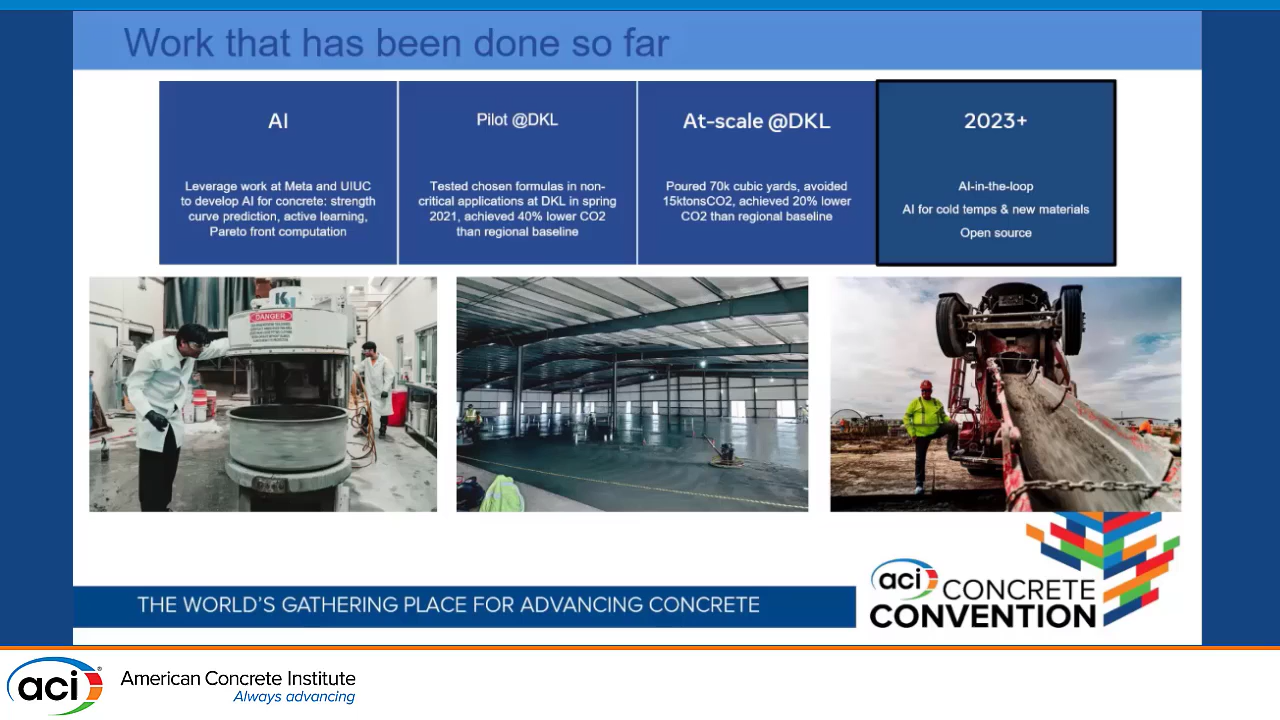 Work that has been done so far
AI
Leverage work at Meta and UIUC
to develop AI for concrete: strength
curve prediction, active learning,
Pareto front computation
Pilot @DKL
Tested chosen formulas in non-
critical applications at DKL in spring
2021, achieved 40% lower CO2
than regional baseline
At-scale @DKL
Poured 70k cubic yards, avoided
15ktonsCO2, achieved 20% lower
CO2 than regional baseline
2023+
AI-in-the-loop
AI for cold temps & new materials
Open source
DANGER
THE WORLD'S GATHERING PLACE FOR ADVANCING CONCRETE
aci CONCRETE
CONVENTION
aci®
American Concrete Institute
Always advancing